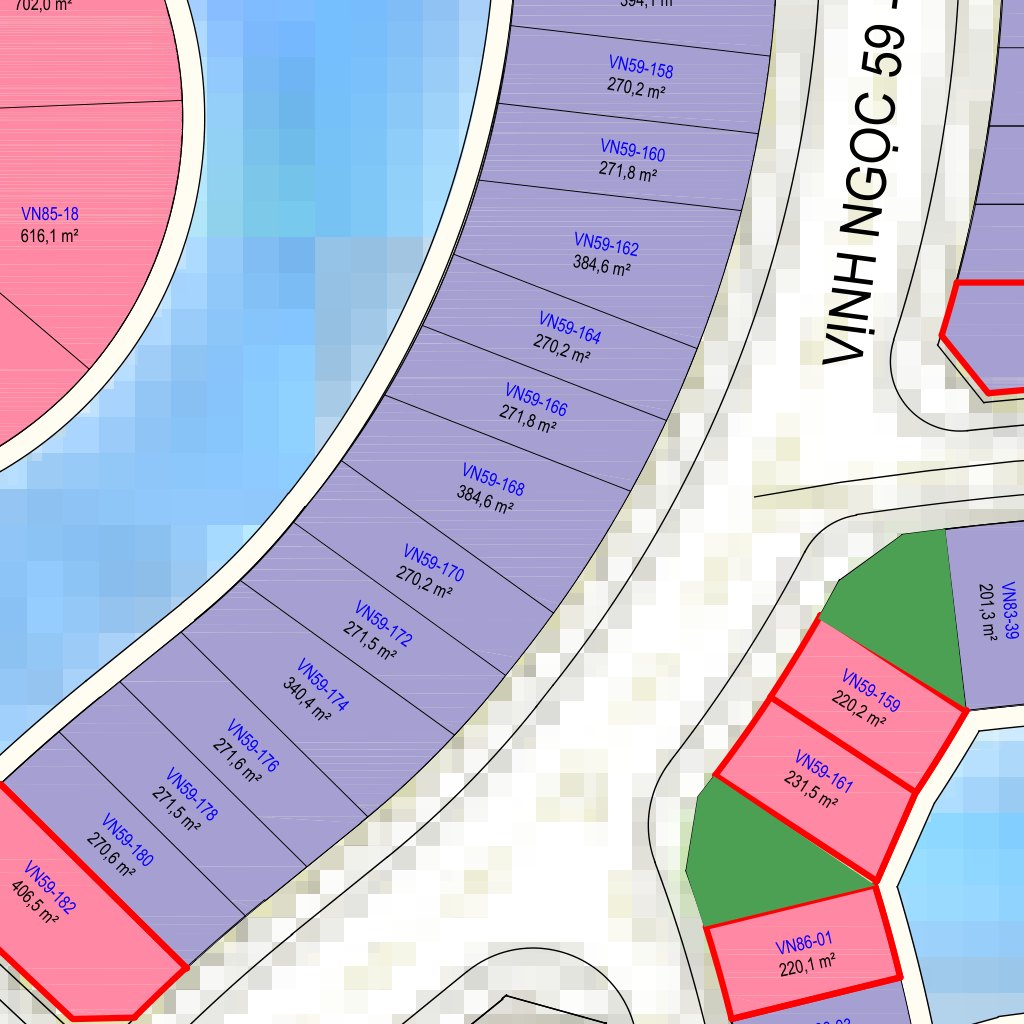 702,0 m²
394,1 m²
VN59-158
270,2 m²
VN59-160
271,8 m²
VĨNH NGỌC 59 -
VN85-18
616,1 m²
VN59-162
384,6 m²
VN59-164
270,2 m²
VN59-166
271,8 m²
VN59-168
384,6 m²
VN59-170
270,2 m²
VN59-172
271,5 m²
VN83-39
201,3 m²
VN59-174
340,4 m²
VN59-159
220,2 m²
VN59-176
271,6 m²
VN59-161
231,5 m²
VN59-178
271,5 m²
VN59-180
270,6 m²
VN59-182
406,5 m²
VN86-01
220,1 m²